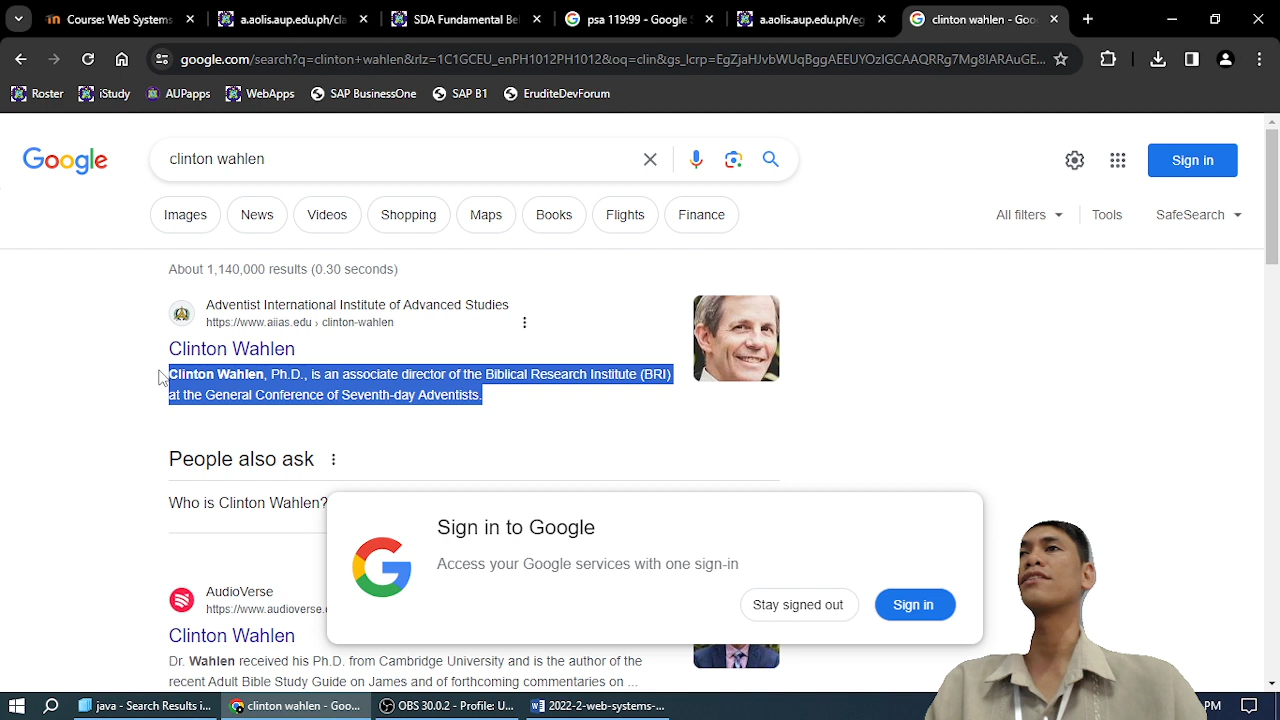 Course: Web Systems
a.aolis.aup.edu.ph/cla
SDA Fundamental Bel
psa 119:99 - Google S
a.aolis.aup.edu.ph/eg
clinton wahlen - Goo
google.com/search?q=clinton+wahlen&rlz=1C1GCEU_enPH1012PH1012&oq=clin&gs_lcrp=EgZjaHJvbWUqBggAEEUYOzIGCAAQRRg7Mg8IARAuGE...
Roster
iStudy
AUPapps
WebApps
SAP BusinessOne
SAP B1
EruditeDevForum
Google
clinton wahlen
Sign in
Images
News
Videos
Shopping
Maps
Books
Flights
Finance
All filters
Tools
SafeSearch
About 1,140,000 results (0.30 seconds)
Adventist International Institute of Advanced Studies
https://www.aiias.edu › clinton-wahlen
Clinton Wahlen
Clinton Wahlen, Ph.D., is an associate director of the Biblical Research Institute (BRI)
at the General Conference of Seventh-day Adventists.
People also ask
Who is Clinton Wahlen?
Sign in to Google
Access your Google services with one sign-in
Stay signed out
Sign in
AudioVerse
https://www.audioverse.
Clinton Wahlen
Dr. Wahlen received his Ph.D. from Cambridge University and is the author of the
recent Adult Bible Study Guide on James and of forthcoming commentaries on ...
java - Search Results i...
clinton wahlen - Goo...
OBS 30.0.2 - Profile: U...
2022-2-web-systems-...
PM